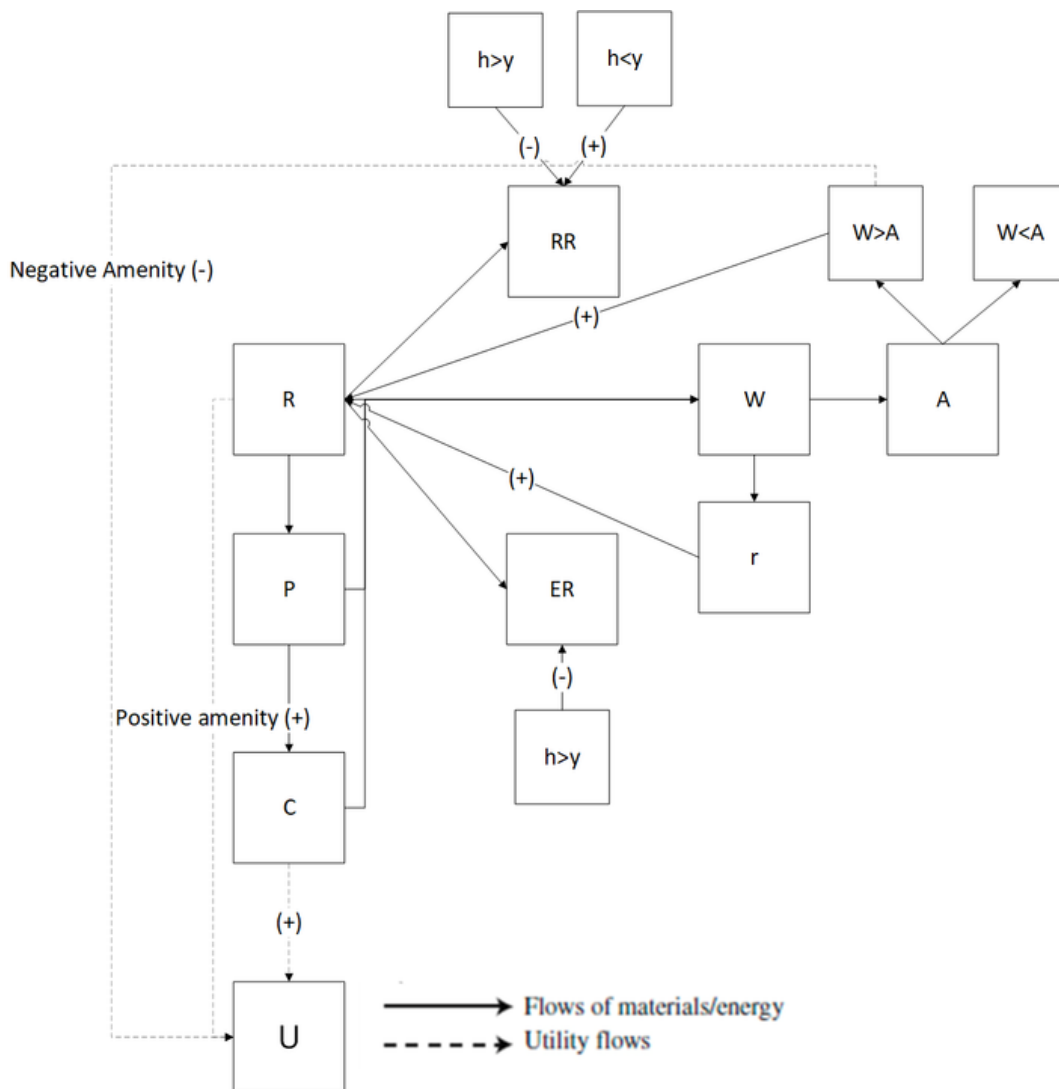 h>y
h<y
(-)
(+)
RR
W>A
W<A
Negative Amenity (-)
(+)
R
W
A
(+)
r
P
ER
(-)
Positive amenity (+)
h>y
C
(+)
U
Flows of materials/energy
Utility flows